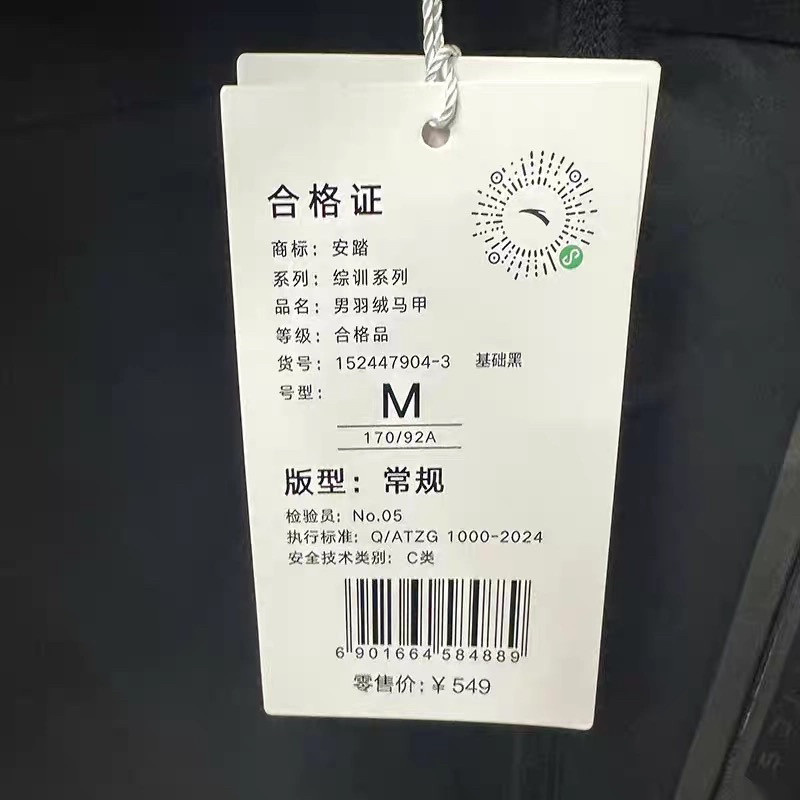 合格证
商标：安踏
系列：综训系列
品名：男羽绒马甲
等级：合格品
货号：152447904-3 基础黑
号型：M
170/92A
版型：常规
检验员：No.05
执行标准：Q/ATZG 1000-2024
安全技术类别：C类
6 901664 584889
零售价：¥ 549